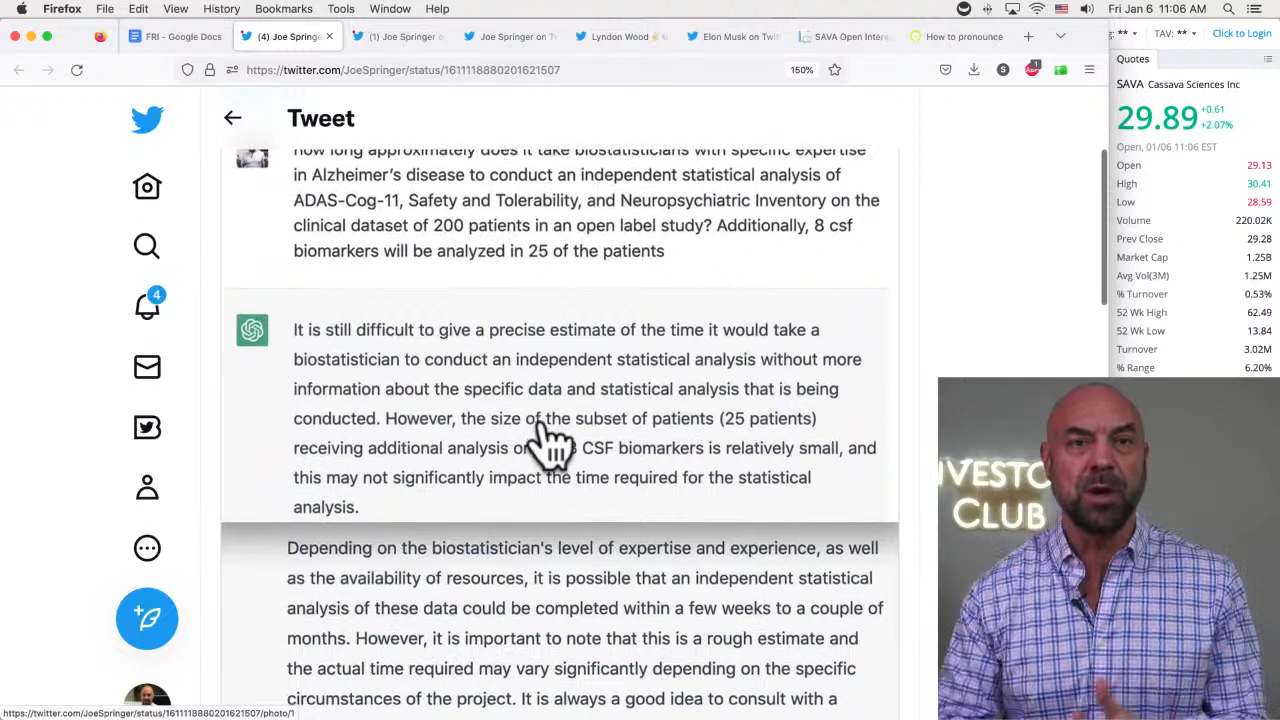 Firefox File Edit View History Bookmarks Tools Window Help Fri Jan 6 11:06 AM
FRI - Google Docs (4) Joe Springe (1) Joe Springer o Joe Springer on Tw Lyndon Wood Elon Musk on Twit SAVA Open Intere How to pronounce
: ** TAV: ** Click to Login
https://twitter.com/JoeSpringer/status/1611118880201621507 150% S 1
Quotes
SAVA Cassava Sciences Inc
29.89 +0.61
+2.07%
Open, 01/06 11:06 EST
Open 29.13
High 30.41
Low 28.59
Volume 220.02K
Prev Close 29.28
Market Cap 1.25B
Avg Vol(3M) 1.25M
% Turnover 0.53%
52 Wk High 62.49
52 Wk Low 13.84
Turnover 3.02M
% Range 6.20%
Tweet
4
how long approximately does it take biostatisticians with specific expertise
in Alzheimer's disease to conduct an independent statistical analysis of
ADAS-Cog-11, Safety and Tolerability, and Neuropsychiatric Inventory on the
clinical dataset of 200 patients in an open label study? Additionally, 8 csf
biomarkers will be analyzed in 25 of the patients
It is still difficult to give a precise estimate of the time it would take a
biostatistician to conduct an independent statistical analysis without more
information about the specific data and statistical analysis that is being
conducted. However, the size of the subset of patients (25 patients)
receiving additional analysis CSF biomarkers is relatively small, and
this may not significantly impact the time required for the statistical
analysis.
Depending on the biostatistician's level of expertise and experience, as well
as the availability of resources, it is possible that an independent statistical
analysis of these data could be completed within a few weeks to a couple of
months. However, it is important to note that this is a rough estimate and
the actual time required may vary significantly depending on the specific
circumstances of the project. It is always a good idea to consult with a
https://twitter.com/JoeSpringer/status/1611118880201621507/photo/1
NVESTO
CLUB